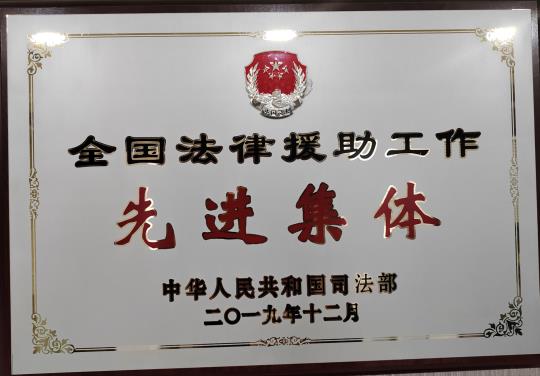 全国法律援助工作
先进集体
中华人民共和国司法部
二〇一九年十二月